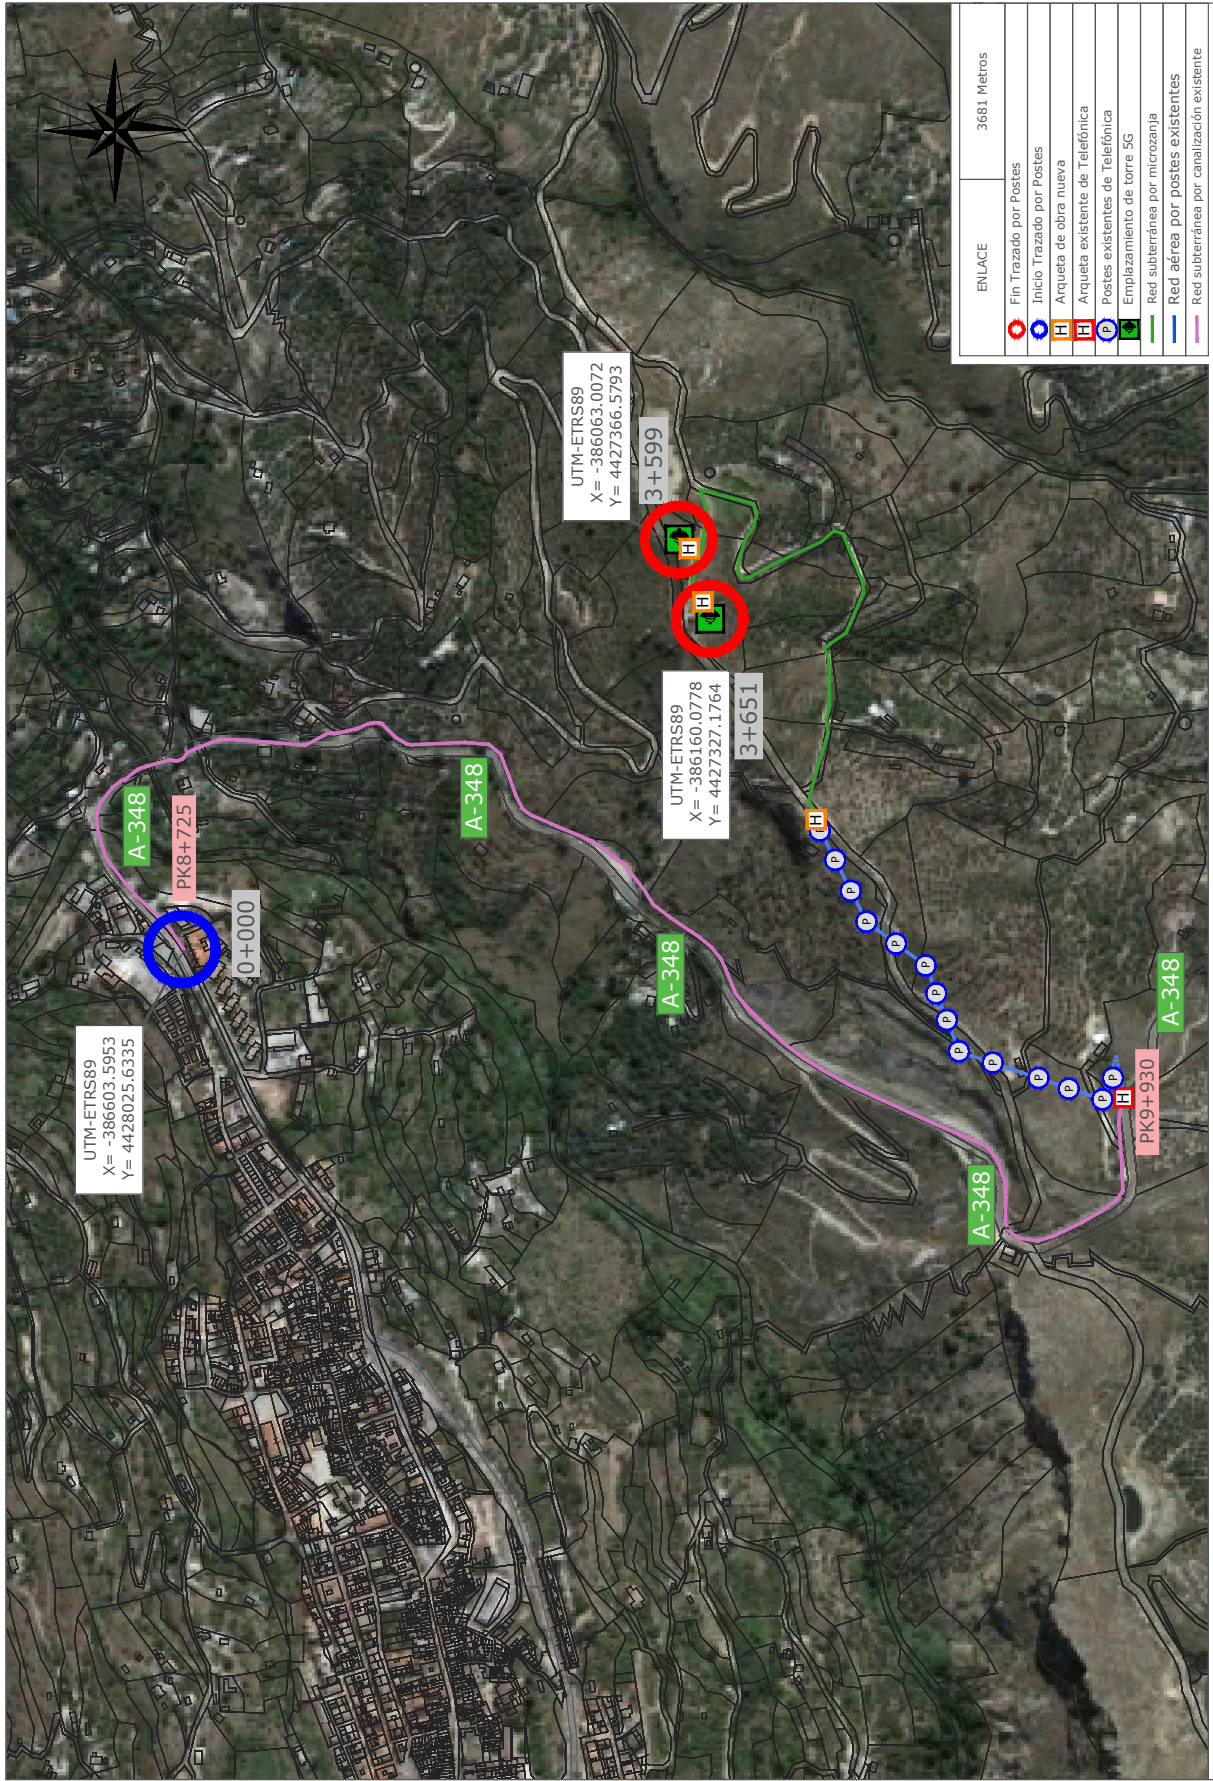 UTM-ETRS89
X= -386603.5953
Y= 4428025.6335
0+000
PK8+725
A-348
A-348
A-348
A-348
A-348
PK9+930
UTM-ETRS89
X= -386160.0778
Y= 4427327.1764
3+651
UTM-ETRS89
X= -386063.0072
Y= 4427366.5793
3+599
H
H
H
H
P
P
P
P
P
P
P
P
P
P
P
P
P
ENLACE
3681 Metros
Fin Trazado por Postes
Inicio Trazado por Postes
H Arqueta de obra nueva
H Arqueta existente de Telefónica
P Postes existentes de Telefónica
Emplazamiento de torre 5G
Red subterránea por microzanja
Red aérea por postes existentes
Red subterránea por canalización existente